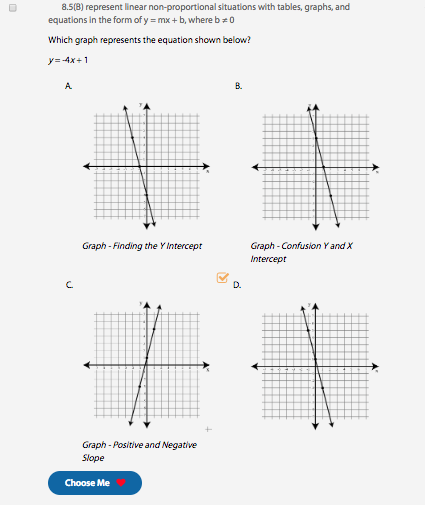 8.5(B) represent linear non-proportional situations with tables, graphs, and
equations in the form of y = mx + b, where b ≠ 0
Which graph represents the equation shown below?
y = -4x + 1
A.
B.
y
y
x
x
Graph - Finding the Y Intercept
Graph - Confusion Y and X
Intercept
C.
D.
y
y
x
x
Graph - Positive and Negative
Slope
Choose Me